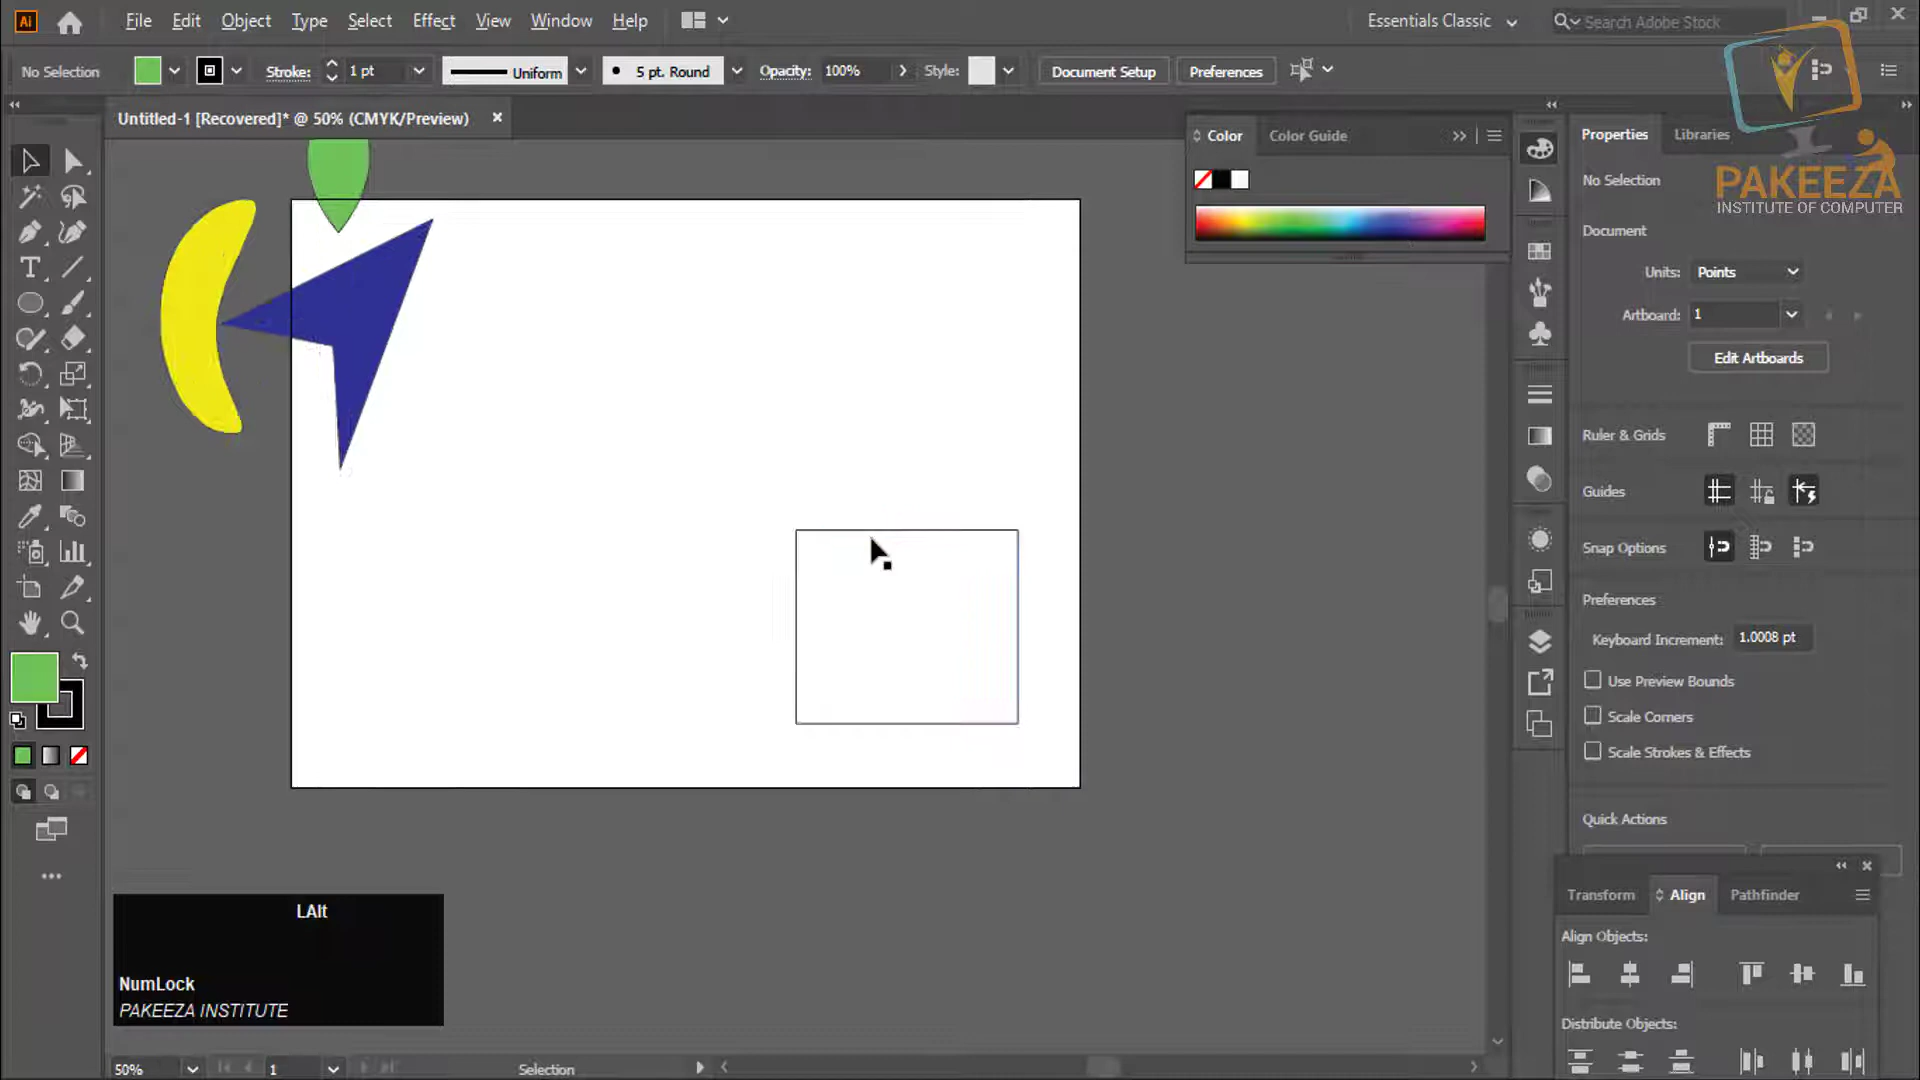 Ai File Edit Object Type Select Effect View Window Help Essentials Classic Search Adobe Stock
No Selection Stroke: 1 pt Uniform 5 pt. Round Opacity: 100% Style: Document Setup Preferences
Untitled-1 [Recovered]* @ 50% (CMYK/Preview)
Color Color Guide
Properties Libraries
No Selection
PAKEEZA
INSTITUTE OF COMPUTER
Document
Units: Points
Artboard: 1
Edit Artboards
Ruler & Grids
Guides
Snap Options
Preferences
Keyboard Increment: 1.0008 pt
Use Preview Bounds
Scale Corners
Scale Strokes & Effects
Quick Actions
Transform Align Pathfinder
Align Objects:
Distribute Objects:
LAlt
NumLock
PAKEEZA INSTITUTE
50% 1 Selection